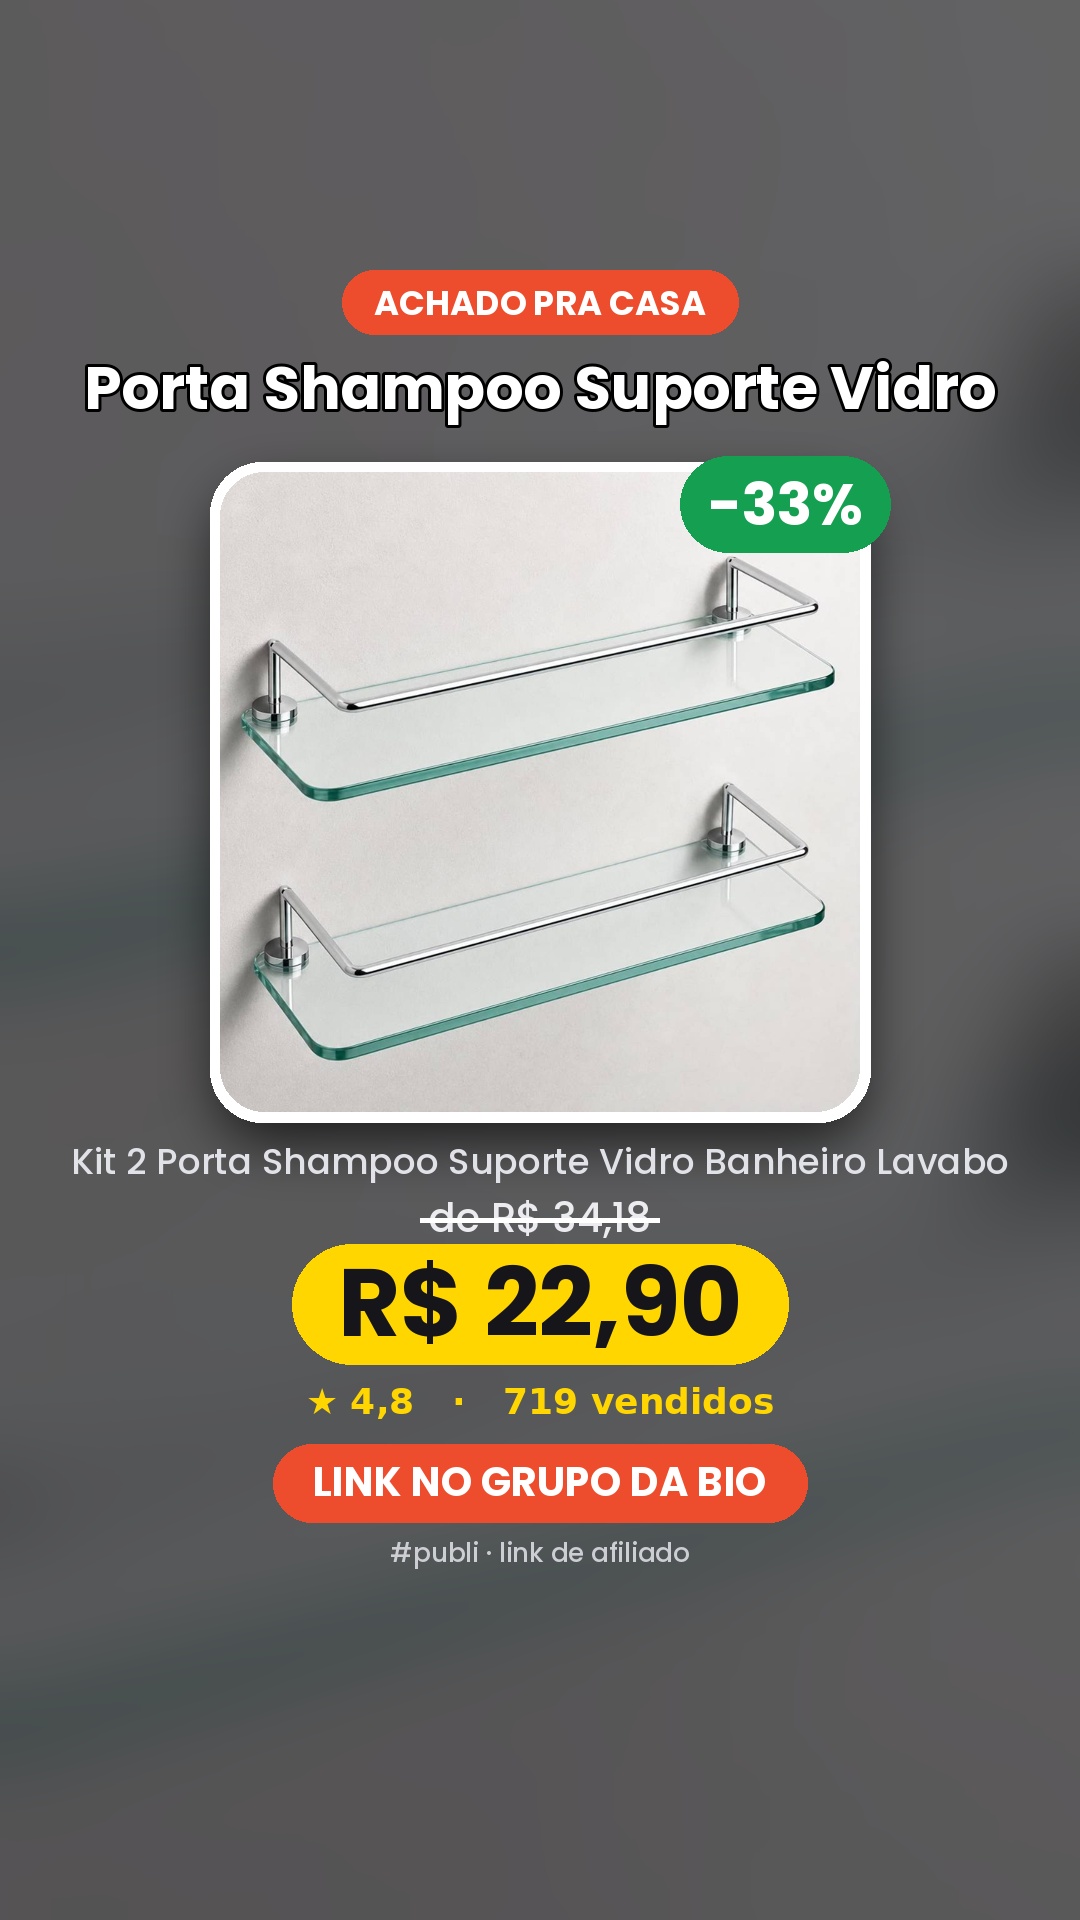 ACHADO PRA CASA
Porta Shampoo Suporte Vidro
-33%
Kit 2 Porta Shampoo Suporte Vidro Banheiro Lavabo
de R$ 34,18
R$ 22,90
★ 4,8 · 719 vendidos
LINK NO GRUPO DA BIO
#publi · link de afiliado